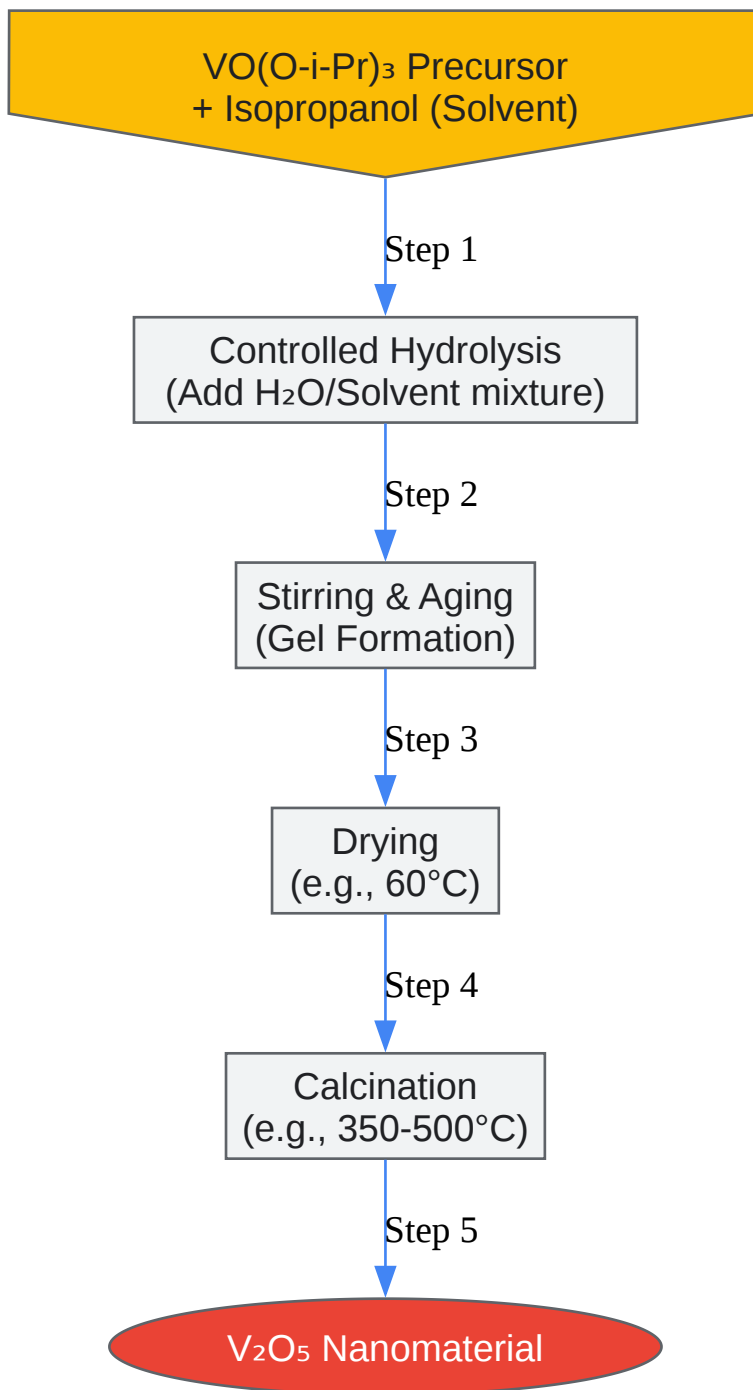 VO(O-i-Pr)₃ Precursor
+ Isopropanol (Solvent)
Step 1
Controlled Hydrolysis
(Add H₂O/Solvent mixture)
Step 2
Stirring & Aging
(Gel Formation)
Step 3
Drying
(e.g., 60°C)
Step 4
Calcination
(e.g., 350-500°C)
Step 5
V₂O₅ Nanomaterial